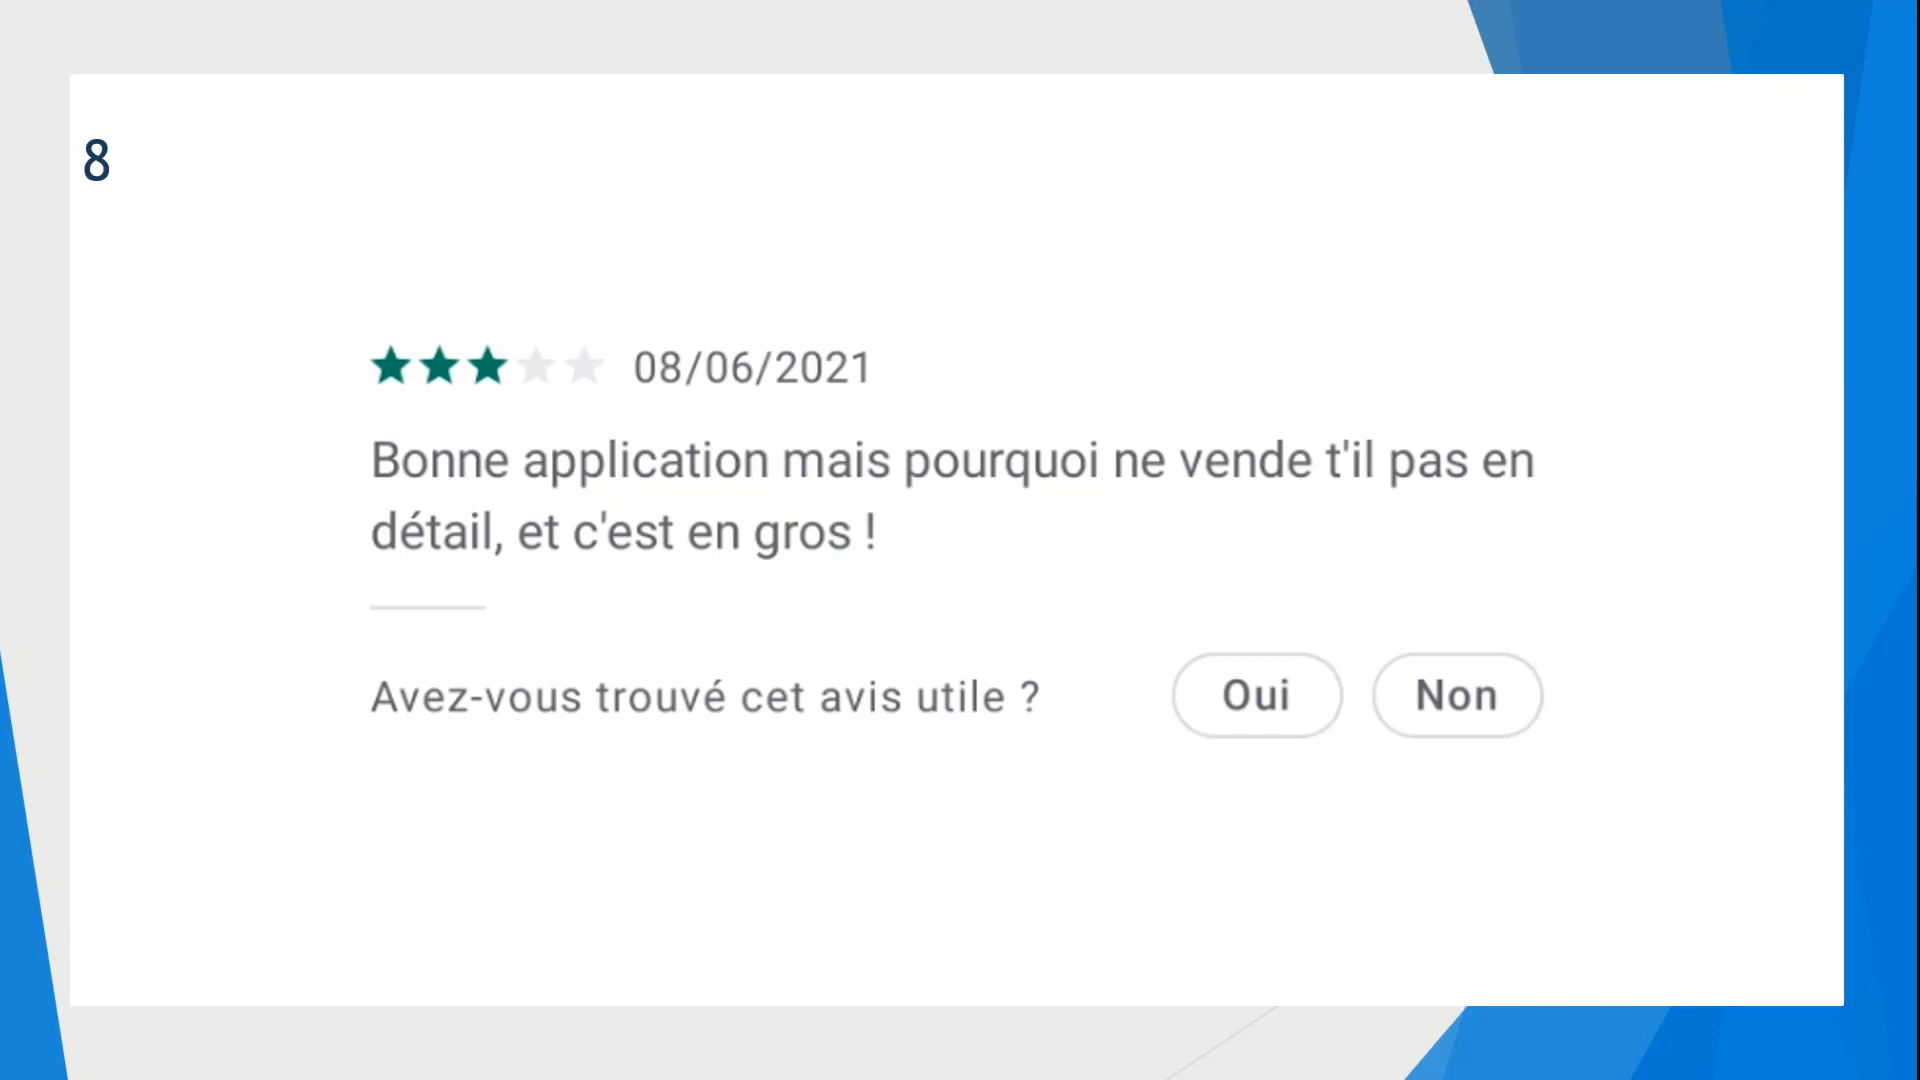 8
08/06/2021
Bonne application mais pourquoi ne vende t'il pas en
détail, et c'est en gros !
Avez-vous trouvé cet avis utile ?
Oui
Non